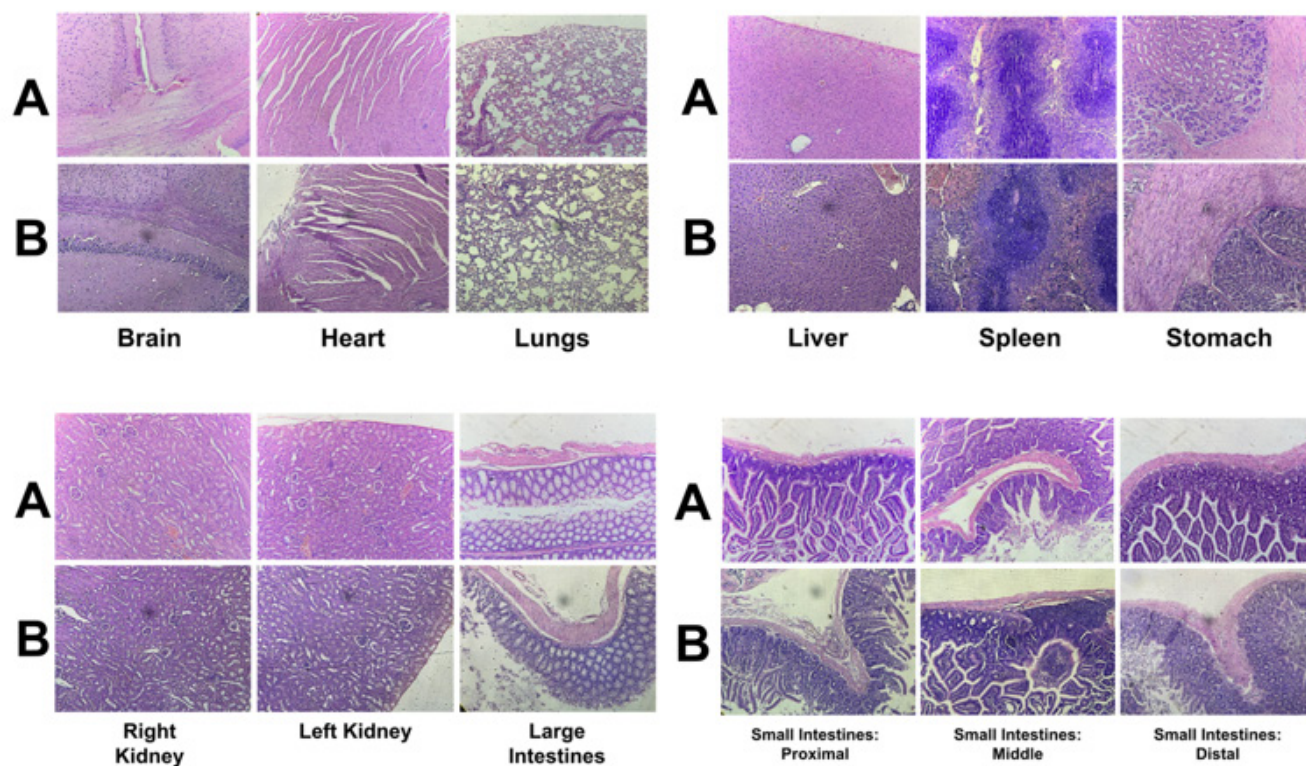 A
B
Brain Heart Lungs
A
B
Liver Spleen Stomach
A
B
Right
Kidney
Left Kidney
Large
Intestines
A
B
Small Intestines:
Proximal
Small Intestines:
Middle
Small Intestines:
Distal